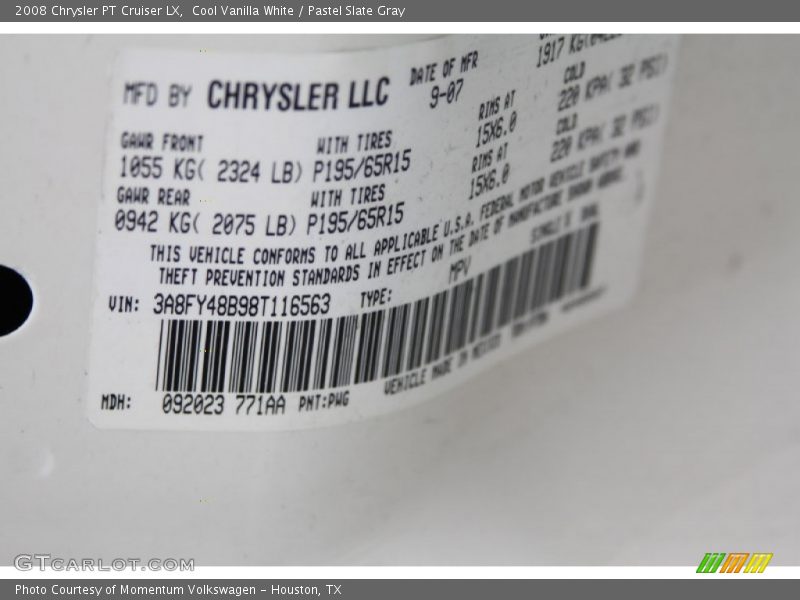 2008 Chrysler PT Cruiser LX,  Cool Vanilla White / Pastel Slate Gray
MFD BY CHRYSLER LLC DATE OF MFR 1917 KG(
9-07
GAWR FRONT WITH TIRES RIMS AT COLD
1055 KG( 2324 LB) P195/65R15 15X6.0 220 KPA( 32 PSI)
GAWR REAR WITH TIRES RIMS AT COLD
0942 KG( 2075 LB) P195/65R15 15X6.0 220 KPA( 32 PSI)
THIS VEHICLE CONFORMS TO ALL APPLICABLE U.S.A. FEDERAL MOTOR VEHICLE SAFETY AND
THEFT PREVENTION STANDARDS IN EFFECT ON THE DATE OF MANUFACTURE SHOWN ABOVE.
VIN: 3A8FY48B98T116563 TYPE: MPV
MDH: 092023 771AA PNT:PWG VEHICLE MADE IN MEXICO
GTCARLOT.COM
Photo Courtesy of Momentum Volkswagen - Houston, TX